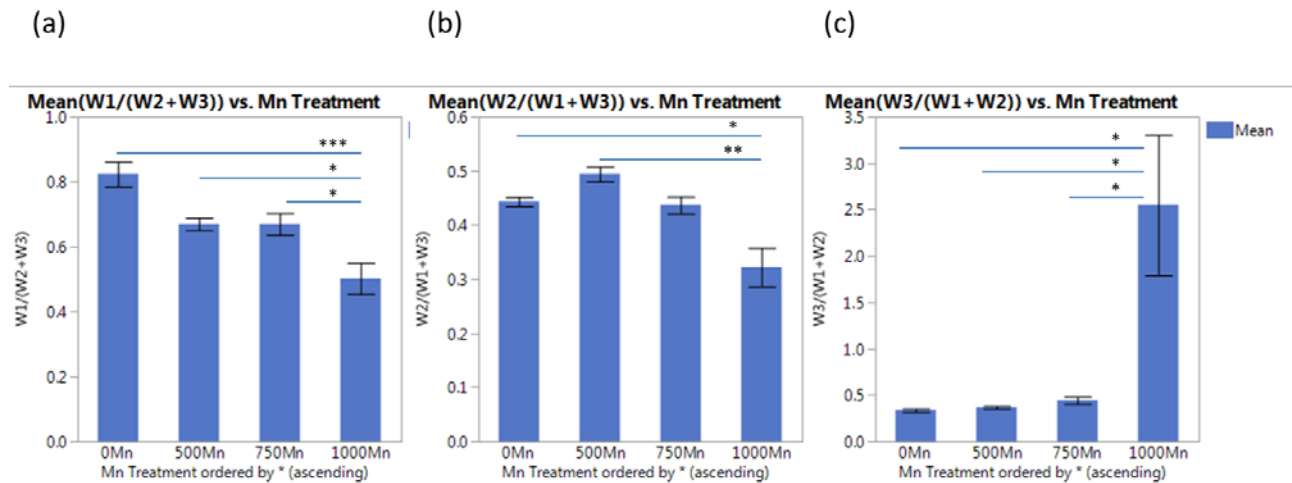 (a)
(b)
(c)
Mean(W1/(W2+W3)) vs. Mn Treatment
1.0
0.8
0.6
0.4
0.2
0.0
W1/(W2+W3)
***
*
*
0Mn 500Mn 750Mn 1000Mn
Mn Treatment ordered by * (ascending)
Mean(W2/(W1+W3)) vs. Mn Treatment
0.6
0.5
0.4
0.3
0.2
0.1
0.0
W2/(W1+W3)
*
**
0Mn 500Mn 750Mn 1000Mn
Mn Treatment ordered by * (ascending)
Mean(W3/(W1+W2)) vs. Mn Treatment
3.5
3.0
2.5
2.0
1.5
1.0
0.5
0.0
W3/(W1+W2)
*
*
*
0Mn 500Mn 750Mn 1000Mn
Mn Treatment ordered by * (ascending)
Mean